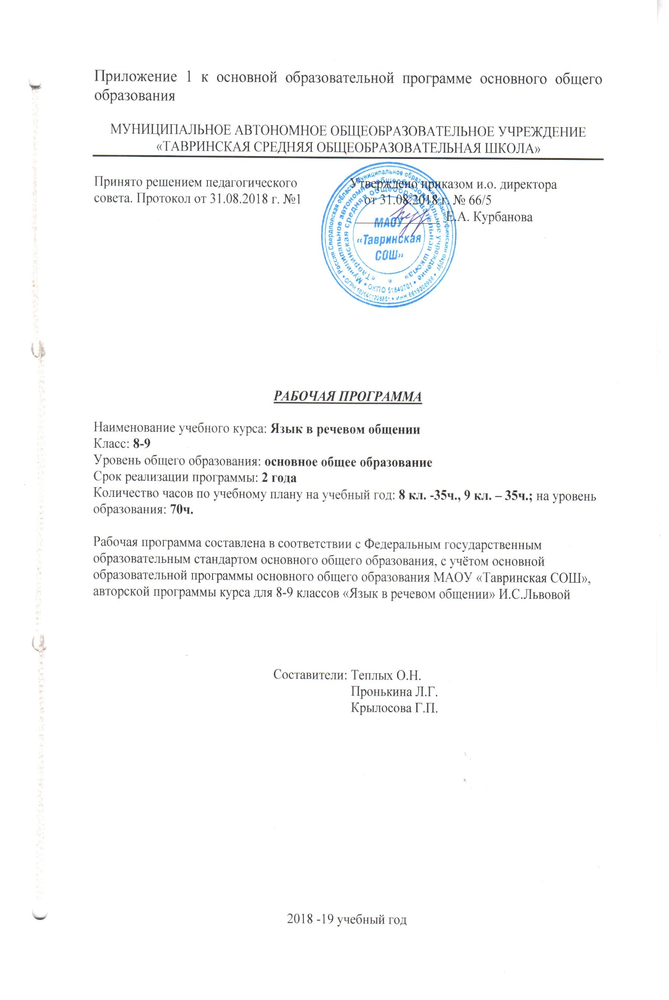 Приложение 1 к основной образовательной программе основного общего
образования
МУНИЦИПАЛЬНОЕ АВТОНОМНОЕ ОБЩЕОБРАЗОВАТЕЛЬНОЕ УЧРЕЖДЕНИЕ
«ТАВРИНСКАЯ СРЕДНЯЯ ОБЩЕОБРАЗОВАТЕЛЬНАЯ ШКОЛА»
Принято решением педагогического
совета. Протокол от 31.08.2018 г. №1
Утверждено приказом и.о. директора
от 31.08.2018 г. № 66/5
Е.А. Курбанова
Россия Свердловская область Муниципальное образование Красноуфимский округ
Муниципальное автономное общеобразовательное учреждение
«Тавринская средняя общеобразовательная школа»
МАОУ
«Тавринская
СОШ»
ОКПО 51840701
ИНН 6619006986
РАБОЧАЯ ПРОГРАММА
Наименование учебного курса: Язык в речевом общении
Класс: 8-9
Уровень общего образования: основное общее образование
Срок реализации программы: 2 года
Количество часов по учебному плану на учебный год: 8 кл. -35ч., 9 кл. – 35ч.; на уровень
образования: 70ч.
Рабочая программа составлена в соответствии с Федеральным государственным
образовательным стандартом основного общего образования, с учётом основной
образовательной программы основного общего образования МАОУ «Тавринская СОШ»,
авторской программы курса для 8-9 классов «Язык в речевом общении» И.С.Львовой
Составители: Теплых О.Н.
Пронькина Л.Г.
Крылосова Г.П.
2018 -19 учебный год